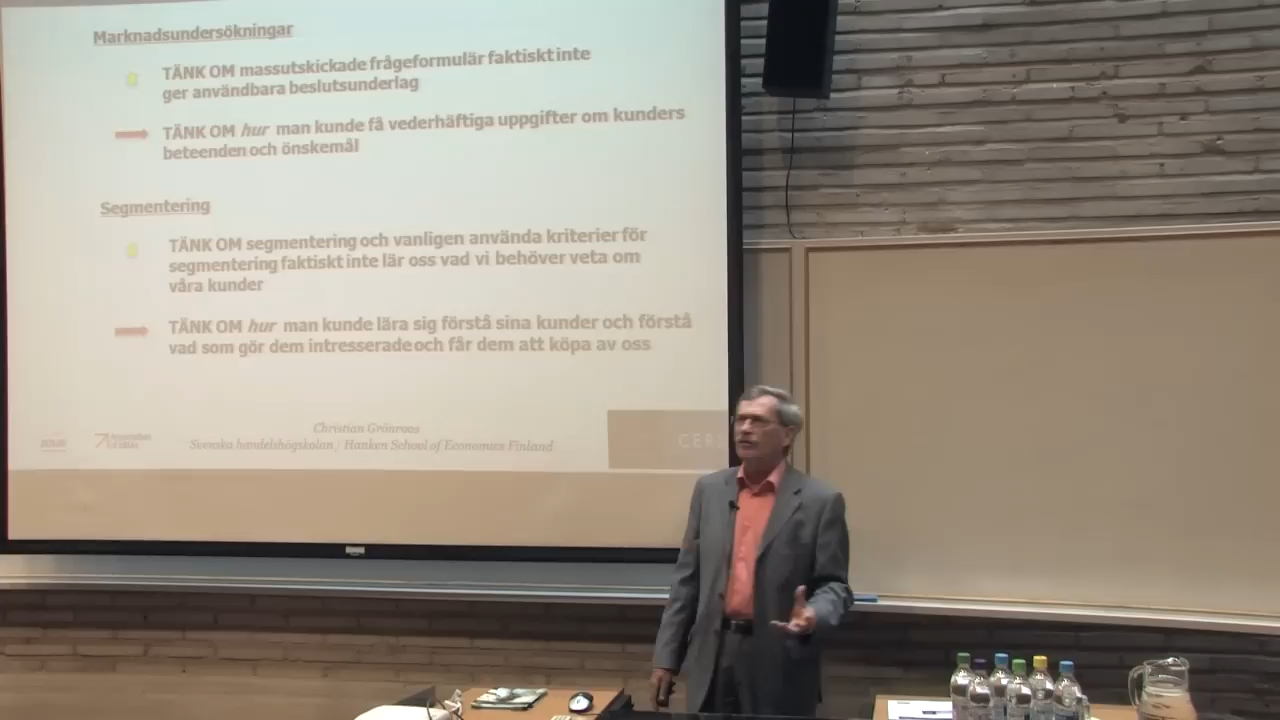 Marknadsundersökningar
TÄNK OM massutskickade frågeformulär faktiskt inte
ger användbara beslutsunderlag
TÄNK OM hur man kunde få vederhäftiga uppgifter om kunders
beteenden och önskemål
Segmentering
TÄNK OM segmentering och vanligen använda kriterier för
segmentering faktiskt inte lär oss vad vi behöver veta om
våra kunder
TÄNK OM hur man kunde lära sig förstå sina kunder och förstå
vad som gör dem intresserade och får dem att köpa av oss
Christian Grönroos
Svenska handelshögskolan / Hanken School of Economics Finland